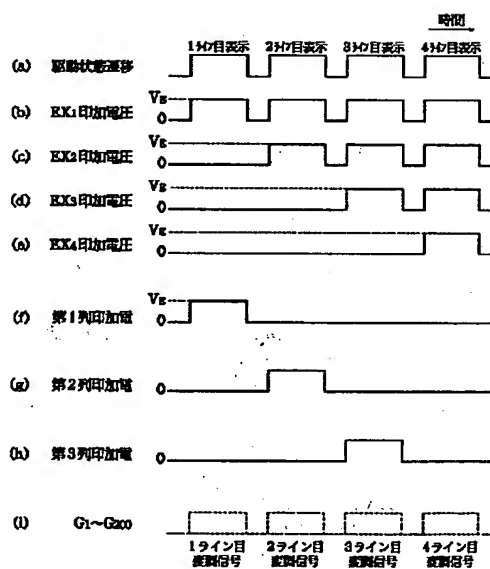 時間
1ライン目表示 2ライン目表示 3ライン目表示 4ライン目表示
(a) 駆動状態遷移
(b) EX1印加電圧 VE 0
(c) EX2印加電圧 VE 0
(d) EX3印加電圧 VE 0
(e) EX4印加電圧 VE 0
(f) 第1列印加電 VE 0
(g) 第2列印加電 0
(h) 第3列印加電 0
(i) G1~G200
1ライン目 2ライン目 3ライン目 4ライン目
変調信号 変調信号 変調信号 変調信号